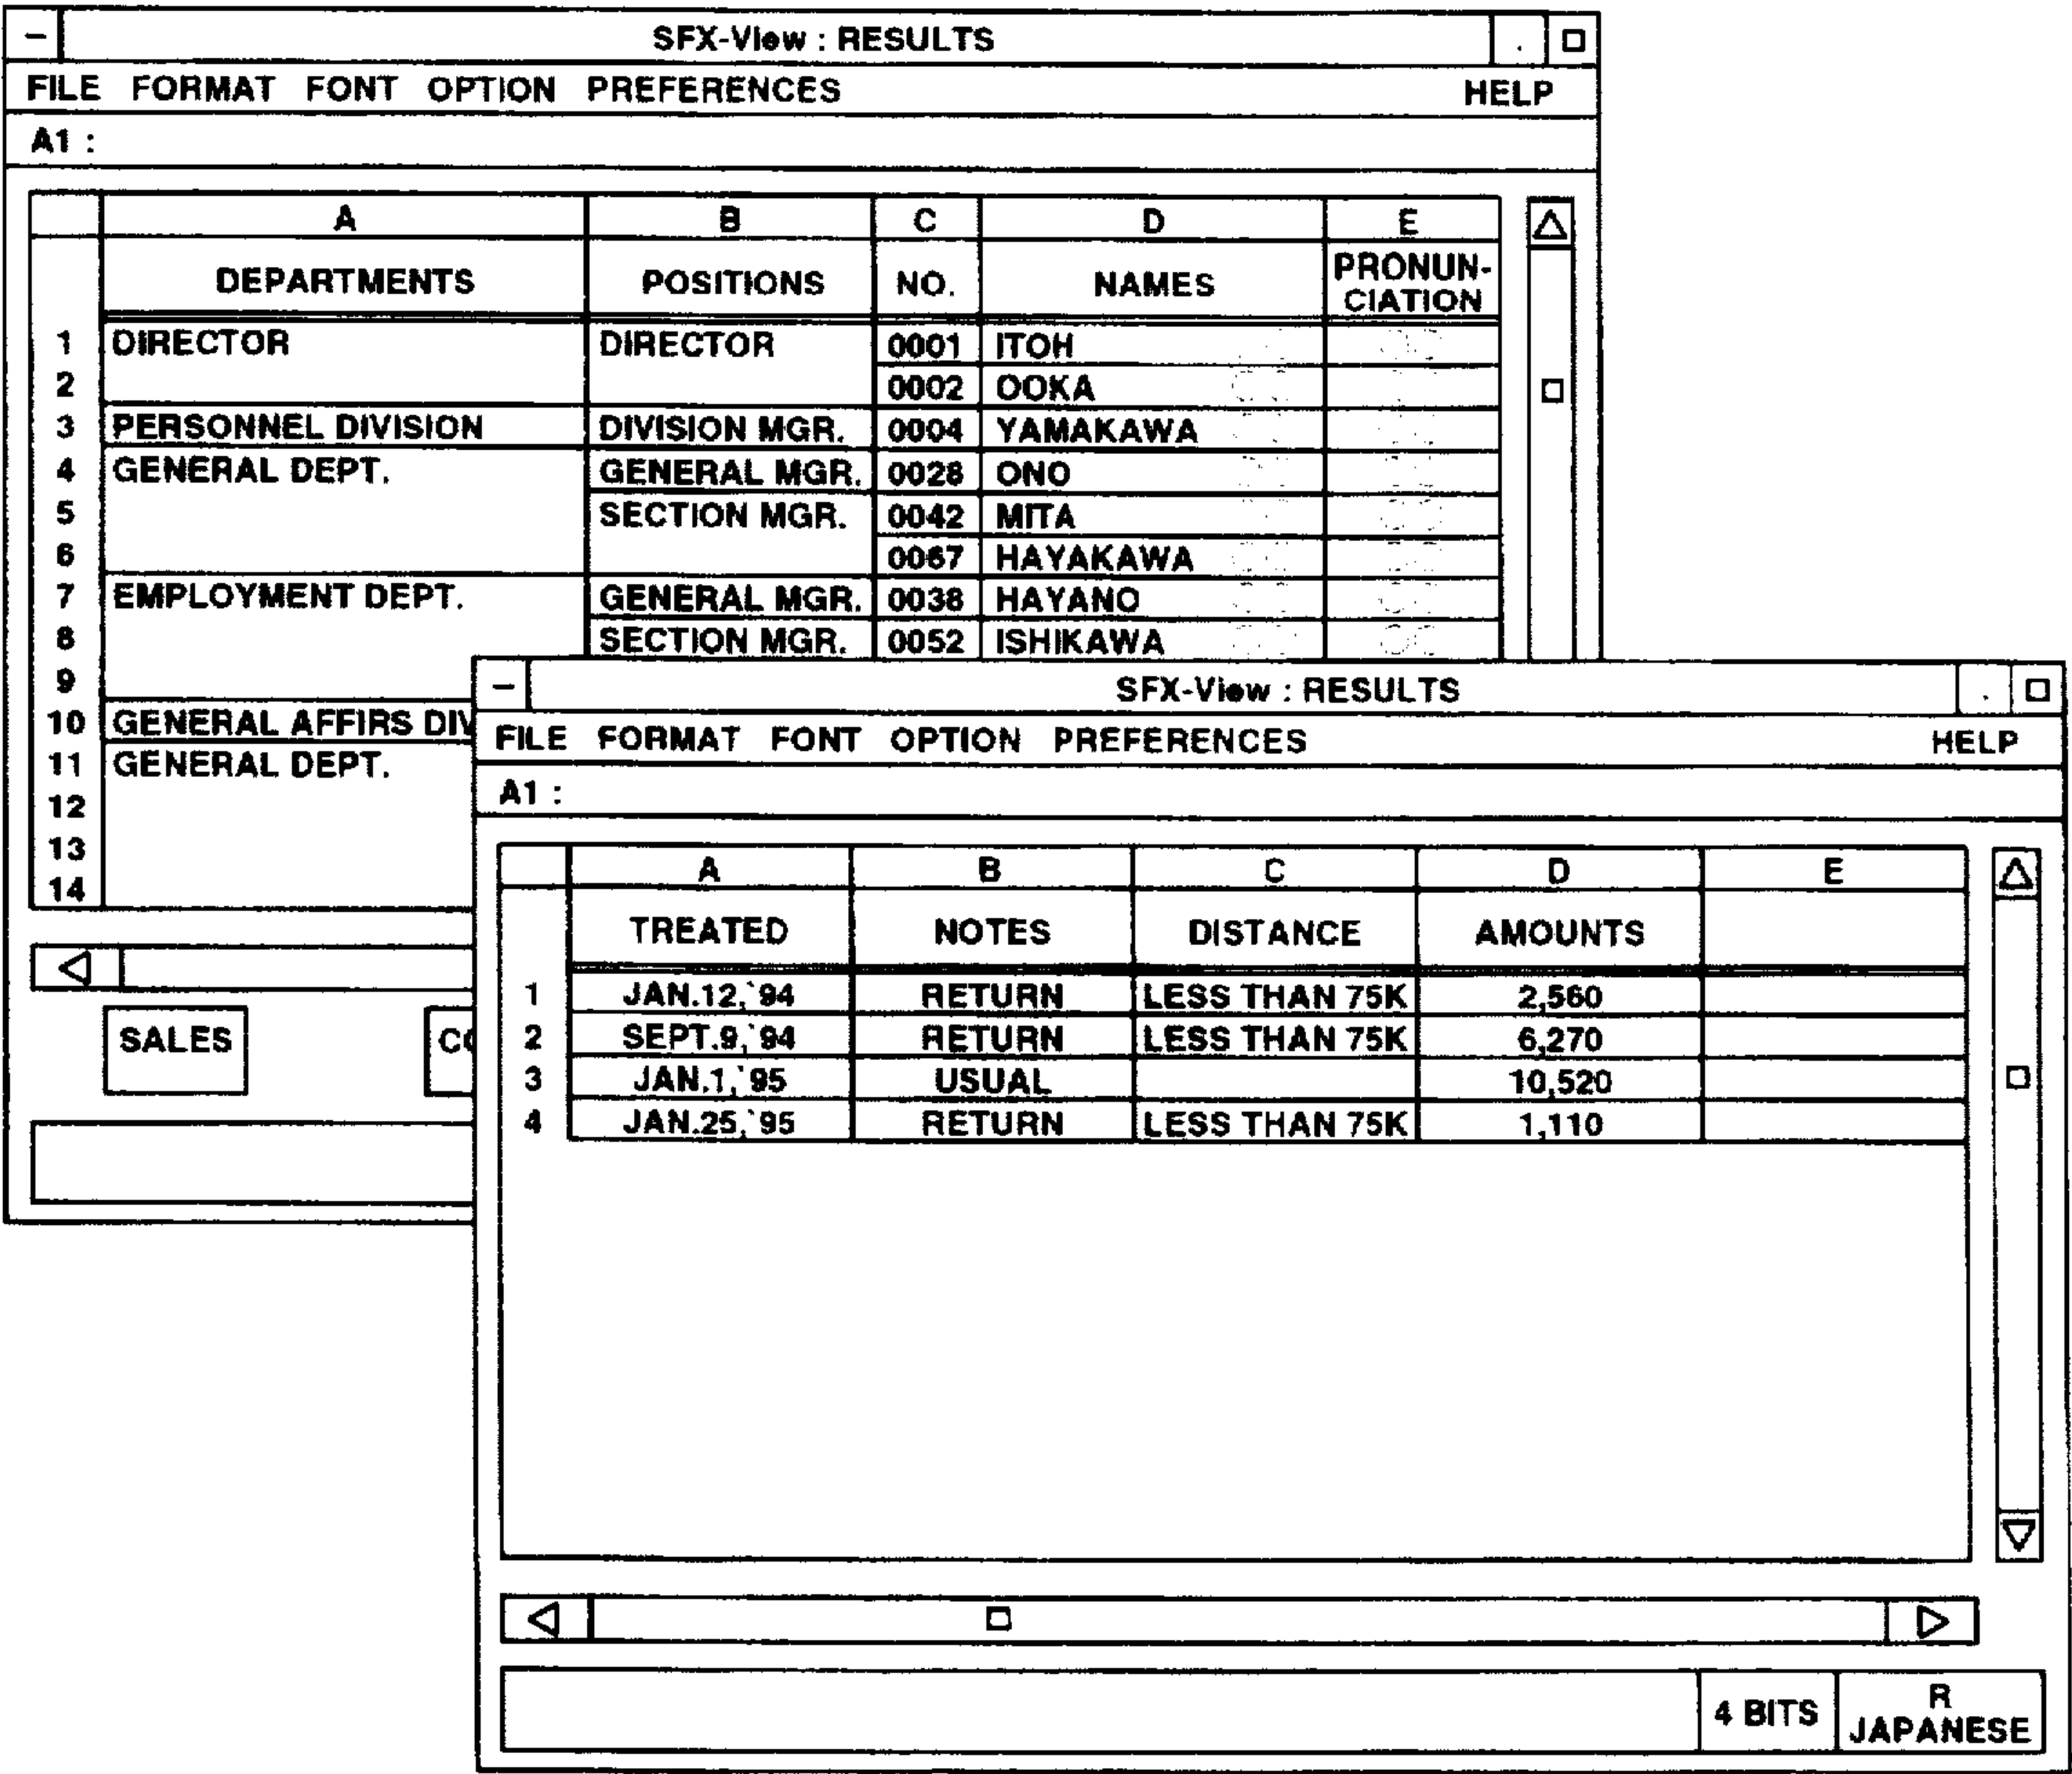 - SFX-View : RESULTS .
FILE FORMAT FONT OPTION PREFERENCES HELP
A1 :
A B C D E
DEPARTMENTS POSITIONS NO. NAMES PRONUN-
CIATION
1 DIRECTOR DIRECTOR 0001 ITOH
2 0002 OOKA
3 PERSONNEL DIVISION DIVISION MGR. 0004 YAMAKAWA
4 GENERAL DEPT. GENERAL MGR. 0028 ONO
5 SECTION MGR. 0042 MITA
6 0067 HAYAKAWA
7 EMPLOYMENT DEPT. GENERAL MGR. 0038 HAYANO
8 SECTION MGR. 0052 ISHIKAWA
9
10 GENERAL AFFIRS DIV
11 GENERAL DEPT.
12
13
14
SALES
- SFX-View : RESULTS .
FILE FORMAT FONT OPTION PREFERENCES HELP
A1 :
A B C D E
TREATED NOTES DISTANCE AMOUNTS
1 JAN.12,`94 RETURN LESS THAN 75K 2,560
2 SEPT.9,`94 RETURN LESS THAN 75K 6,270
3 JAN.1,`95 USUAL 10,520
4 JAN.25,`95 RETURN LESS THAN 75K 1,110
4 BITS R
JAPANESE